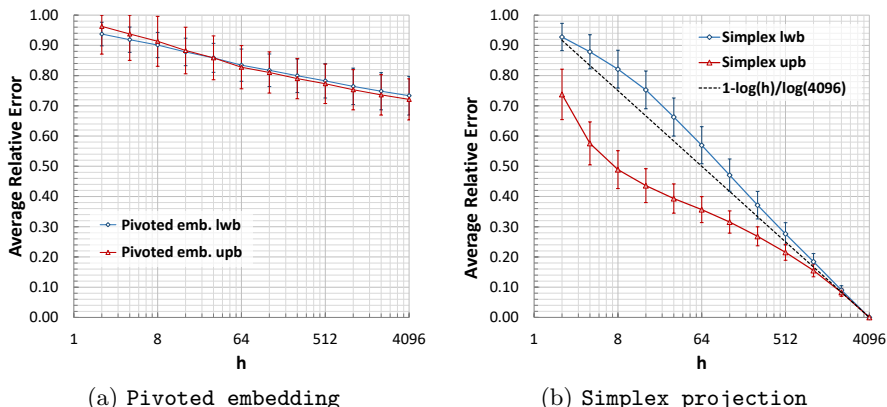 1.00
0.90
0.80
0.70
0.60
0.50
0.40
0.30
0.20
0.10
0.00
Average Relative Error
Pivoted emb. lwb
Pivoted emb. upb
1 8 64 512 4096
h
(a) Pivoted embedding
1.00
0.90
0.80
0.70
0.60
0.50
0.40
0.30
0.20
0.10
0.00
Average Relative Error
Simplex lwb
Simplex upb
1-log(h)/log(4096)
1 8 64 512 4096
h
(b) Simplex projection